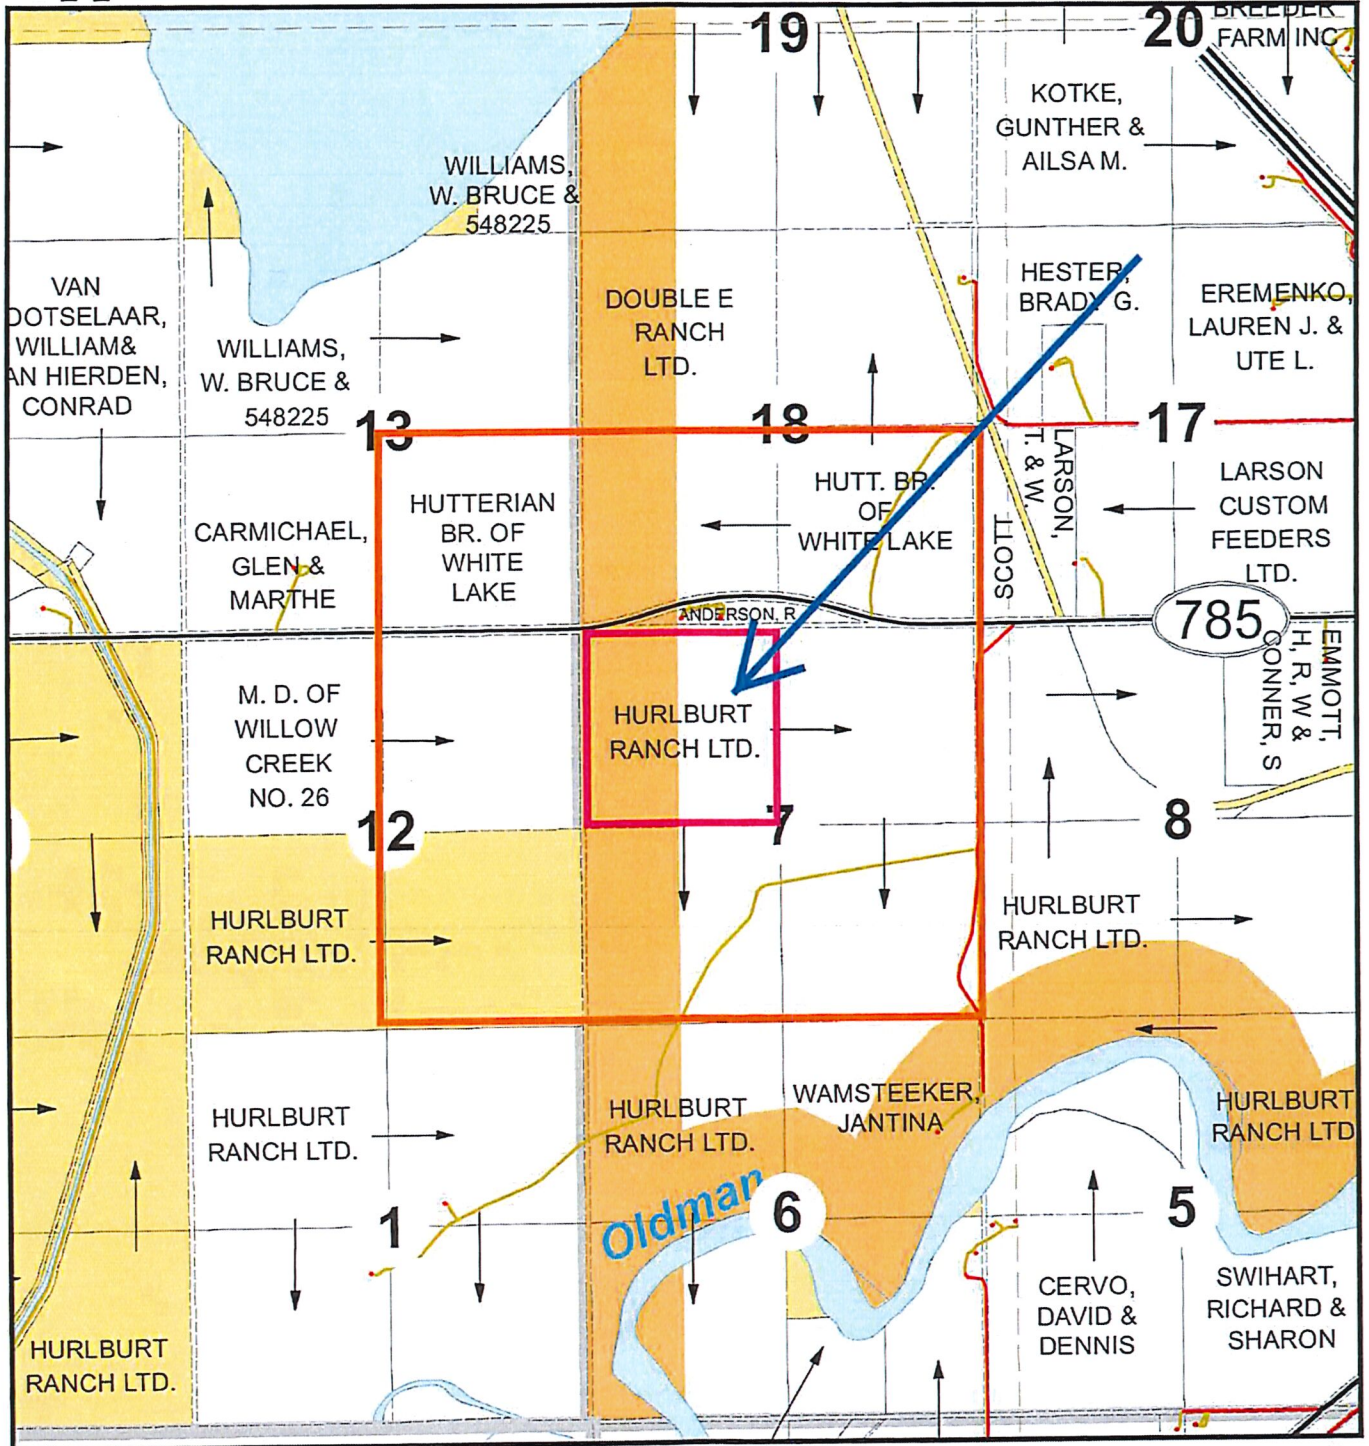 19
20
BREEDER
FARM INC
KOTKE,
GUNTHER &
AILSA M.
WILLIAMS,
W. BRUCE &
548225
VAN
OOTSELAAR,
WILLIAM&
AN HIERDEN,
CONRAD
WILLIAMS,
W. BRUCE &
548225
DOUBLE E
RANCH
LTD.
HESTER,
BRADY G.
EREMENKO,
LAUREN J. &
UTE L.
13
18
17
CARMICHAEL,
GLEN &
MARTHE
HUTTERIAN
BR. OF
WHITE
LAKE
HUTT. BR.
OF
WHITE LAKE
SCOTT
LARSON,
T. & W.
LARSON
CUSTOM
FEEDERS
LTD.
ANDERSON, R
785
M. D. OF
WILLOW
CREEK
NO. 26
HURLBURT
RANCH LTD.
EMMOTT,
H, R, W &
CONNER, S
12
7
8
HURLBURT
RANCH LTD.
HURLBURT
RANCH LTD.
HURLBURT
RANCH LTD.
HURLBURT
RANCH LTD.
WAMSTEEKER,
JANTINA
HURLBURT
RANCH LTD
Oldman
1
6
5
HURLBURT
RANCH LTD.
CERVO,
DAVID &
DENNIS
SWIHART,
RICHARD &
SHARON